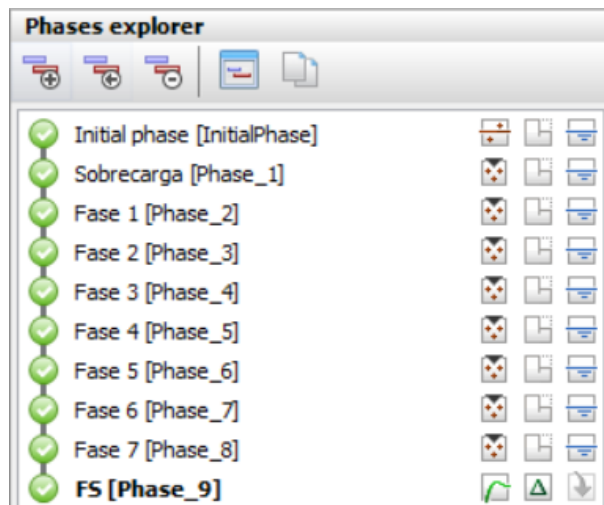 Phases explorer
Initial phase [InitialPhase]
Sobrecarga [Phase_1]
Fase 1 [Phase_2]
Fase 2 [Phase_3]
Fase 3 [Phase_4]
Fase 4 [Phase_5]
Fase 5 [Phase_6]
Fase 6 [Phase_7]
Fase 7 [Phase_8]
FS [Phase_9]